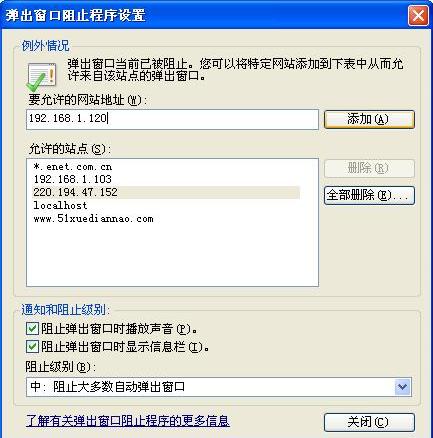 弹出窗口阻止程序设置
例外情况
弹出窗口当前已被阻止。您可以将特定网站添加到下表中从而允
许来自该站点的弹出窗口。
要允许的网站地址(W):
192.168.1.120
添加(A)
允许的站点(S):
*.enet.com.cn
192.168.1.103
220.194.47.152
localhost
www.51xuediannao.com
删除(R)
全部删除(E)...
通知和阻止级别:
阻止弹出窗口时播放声音(P)。
阻止弹出窗口时显示信息栏(I)。
阻止级别(B):
中: 阻止大多数自动弹出窗口
了解有关弹出窗口阻止程序的更多信息
关闭(C)